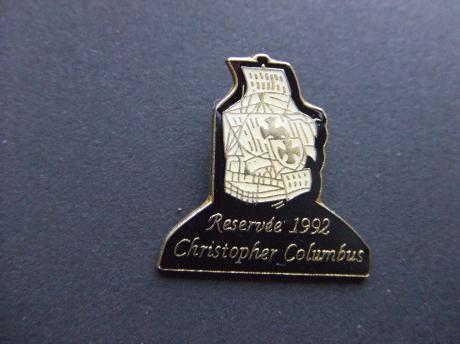 Reservée 1992
Christopher Columbus